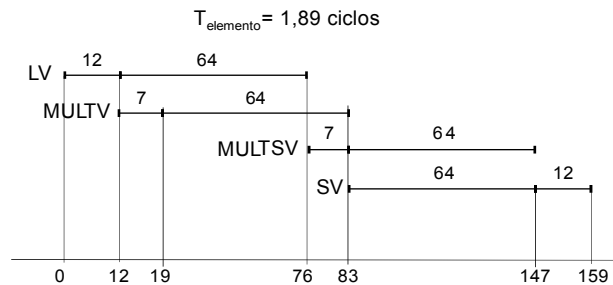 T elemento = 1,89 ciclos
12 64
LV
7 64
MULTV
7 64
MULTSV
64 12
SV
0 12 19 76 83 147 159